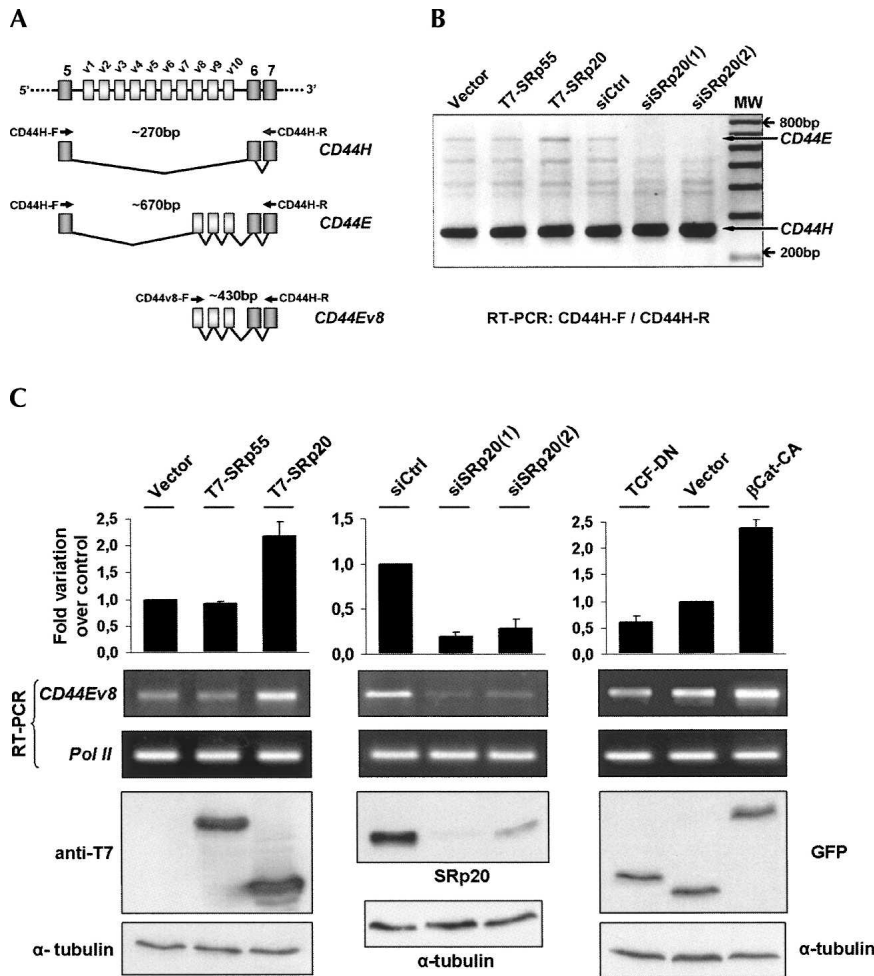 A
5 v1 v2 v3 v4 v5 v6 v7 v8 v9 v10 6 7
5' 3'
CD44H-F ~270bp CD44H-R
CD44H
CD44H-F ~670bp CD44H-R
CD44E
CD44v8-F ~430bp CD44H-R
CD44Ev8
B
Vector T7-SRp55 T7-SRp20 siCtrl siSRp20(1) siSRp20(2) MW
800bp
CD44E
CD44H
200bp
RT-PCR: CD44H-F / CD44H-R
C
Vector T7-SRp55 T7-SRp20
Fold variation over control
2,5
2,0
1,5
1,0
0,5
0,0
siCtrl siSRp20(1) siSRp20(2)
1,5
1,0
0,5
0,0
TCF-DN Vector βCat-CA
2,5
2,0
1,5
1,0
0,5
0,0
RT-PCR
CD44Ev8
Pol II
anti-T7
α- tubulin
SRp20
α-tubulin
GFP
α-tubulin